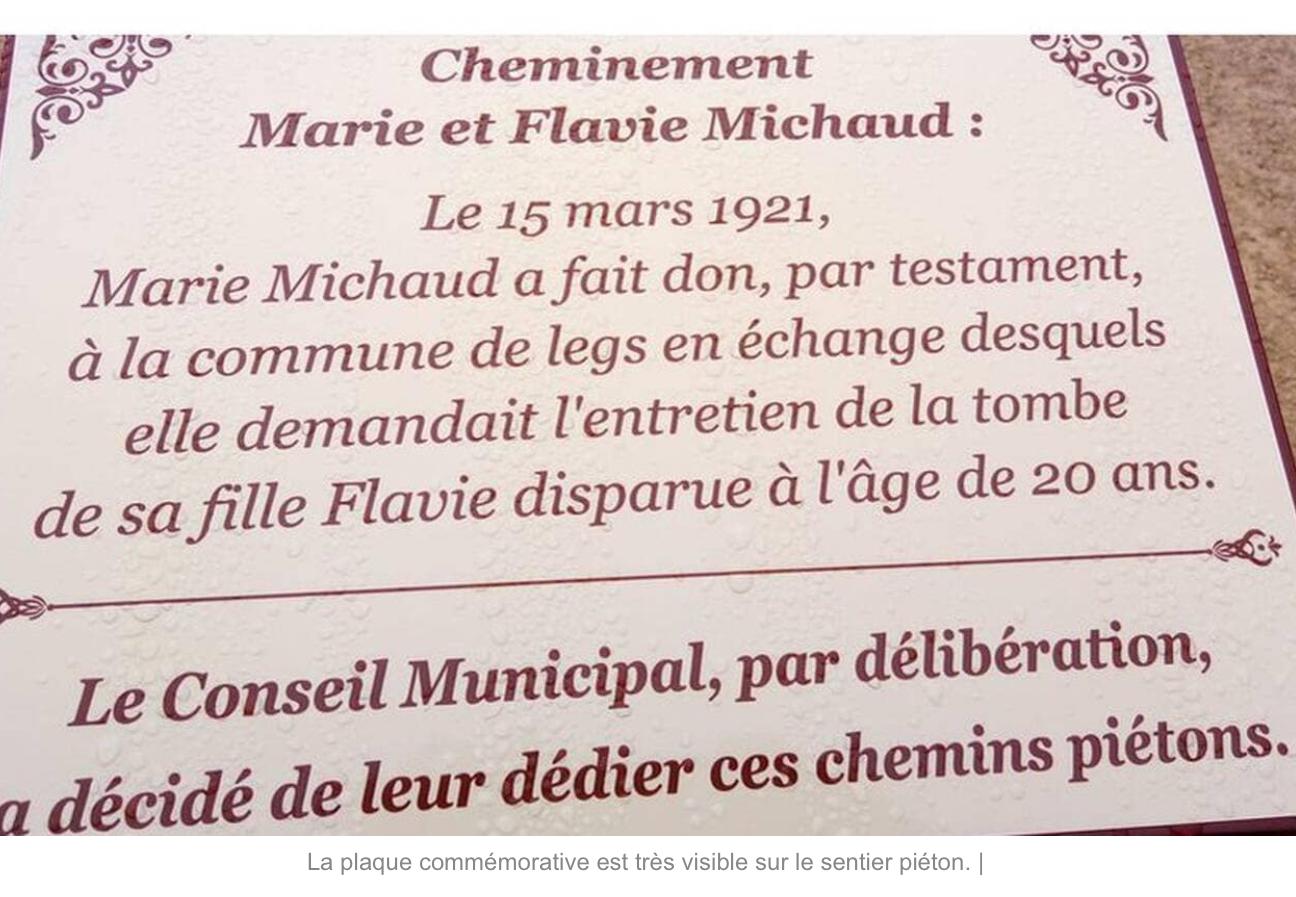 Cheminement
Marie et Flavie Michaud :
Le 15 mars 1921,
Marie Michaud a fait don, par testament,
à la commune de legs en échange desquels
elle demandait l'entretien de la tombe
de sa fille Flavie disparue à l'âge de 20 ans.
Le Conseil Municipal, par délibération,
a décidé de leur dédier ces chemins piétons.
La plaque commémorative est très visible sur le sentier piéton. |